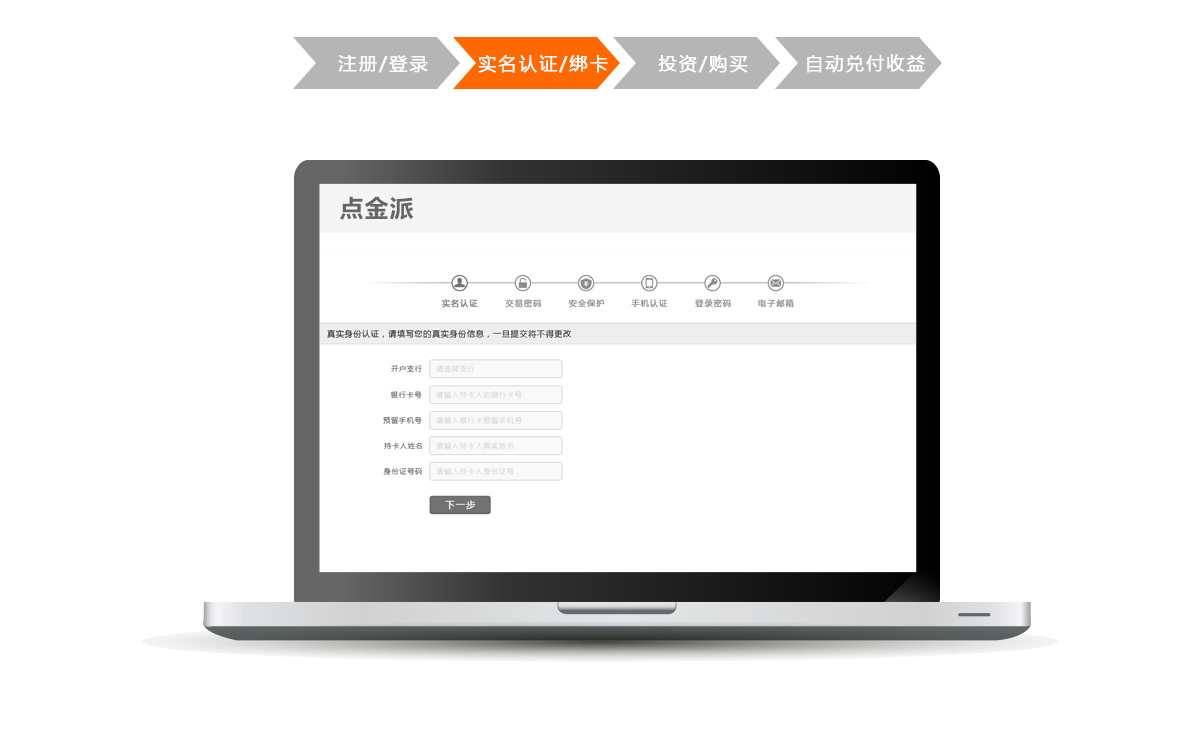 注册/登录 实名认证/绑卡 投资/购买 自动兑付收益
点金派
实名认证 交易密码 安全保护 手机认证 登录密码 电子邮箱
真实身份认证，请填写您的真实身份信息，一旦提交将不得更改
开户支行 请选择支行
银行卡号 请输入持卡人的银行卡号
预留手机号 请输入银行卡预留手机号
持卡人姓名 请输入持卡人真实姓名
身份证号码 请输入持卡人身份证号
下一步